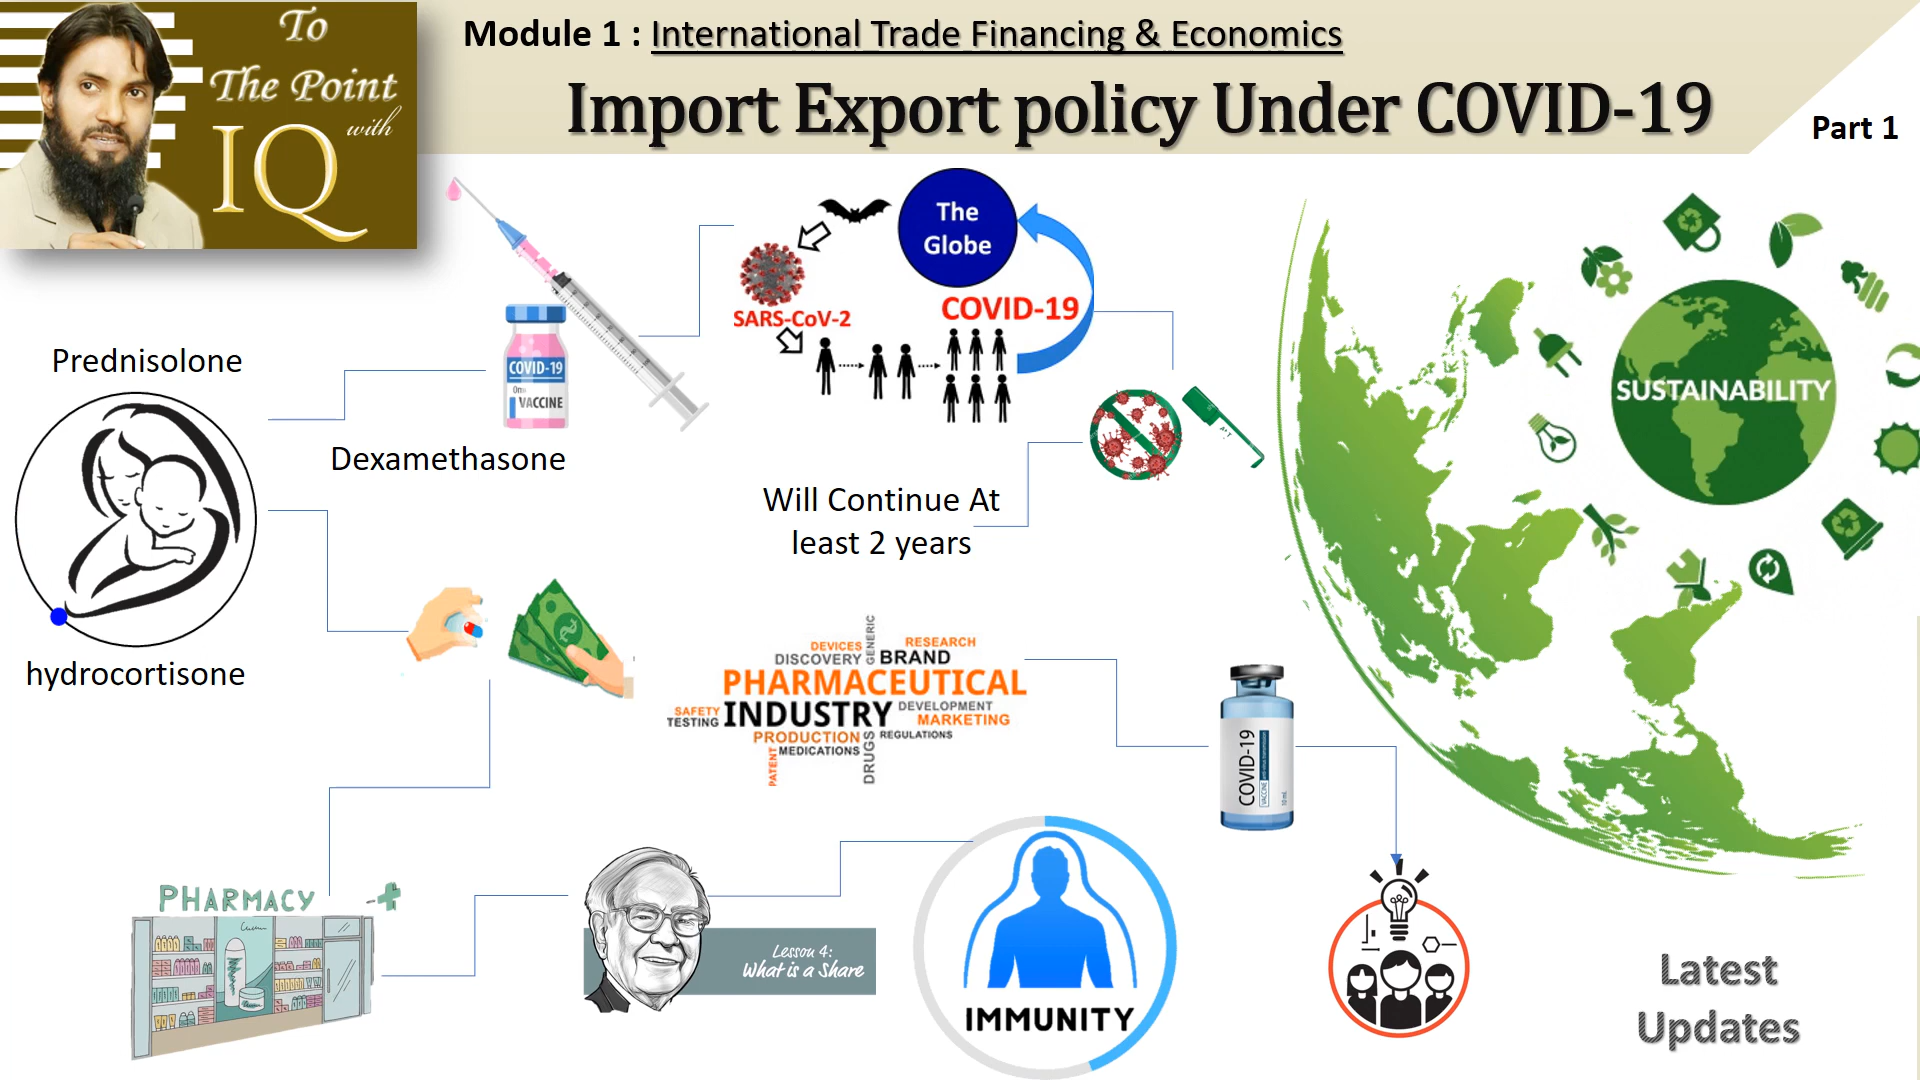 To
The Point
with
IQ
Module 1 : International Trade Financing & Economics
Import Export policy Under COVID-19
Part 1
The
Globe
SARS-CoV-2
COVID-19
Prednisolone
COVID-19
VACCINE
Dexamethasone
Will Continue At
least 2 years
SUSTAINABILITY
hydrocortisone
DEVICES
GENERIC
RESEARCH
DISCOVERY
BRAND
PHARMACEUTICAL
SAFETY
TESTING
INDUSTRY
DEVELOPMENT
MARKETING
PRODUCTION
REGULATIONS
PATENT
MEDICATIONS
DRUGS
COVID-19
VACCINE
10 mL
PHARMACY
Lesson 4:
What is a Share
IMMUNITY
Latest
Updates